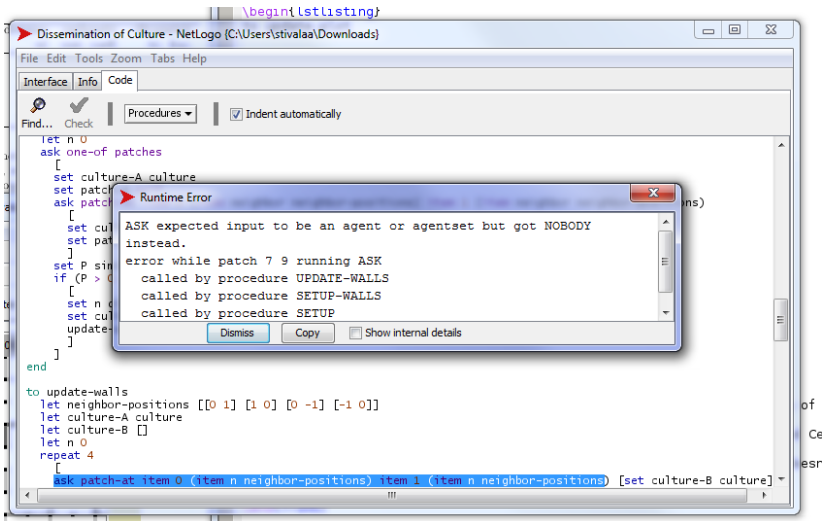 \begin{lstlisting}
Dissemination of Culture - NetLogo {C:\Users\stivalaa\Downloads}
File Edit Tools Zoom Tabs Help
Interface Info Code
Find... Check Procedures Indent automatically
let n 0
ask one-of patches
[
set culture-A culture
set patch
ask patch
ns)
[
set cul
set pat
]
set P sin
if (P > 0
[
set n c
set cul
update-
]
]
end
Runtime Error
ASK expected input to be an agent or agentset but got NOBODY
instead.
error while patch 7 9 running ASK
called by procedure UPDATE-WALLS
called by procedure SETUP-WALLS
called by procedure SETUP
Dismiss Copy Show internal details
to update-walls
let neighbor-positions [[0 1] [1 0] [0 -1] [-1 0]]
let culture-A culture
let culture-B []
let n 0
repeat 4
[
ask patch-at item 0 (item n neighbor-positions) item 1 (item n neighbor-positions) [set culture-B culture]
of
Ce
esn